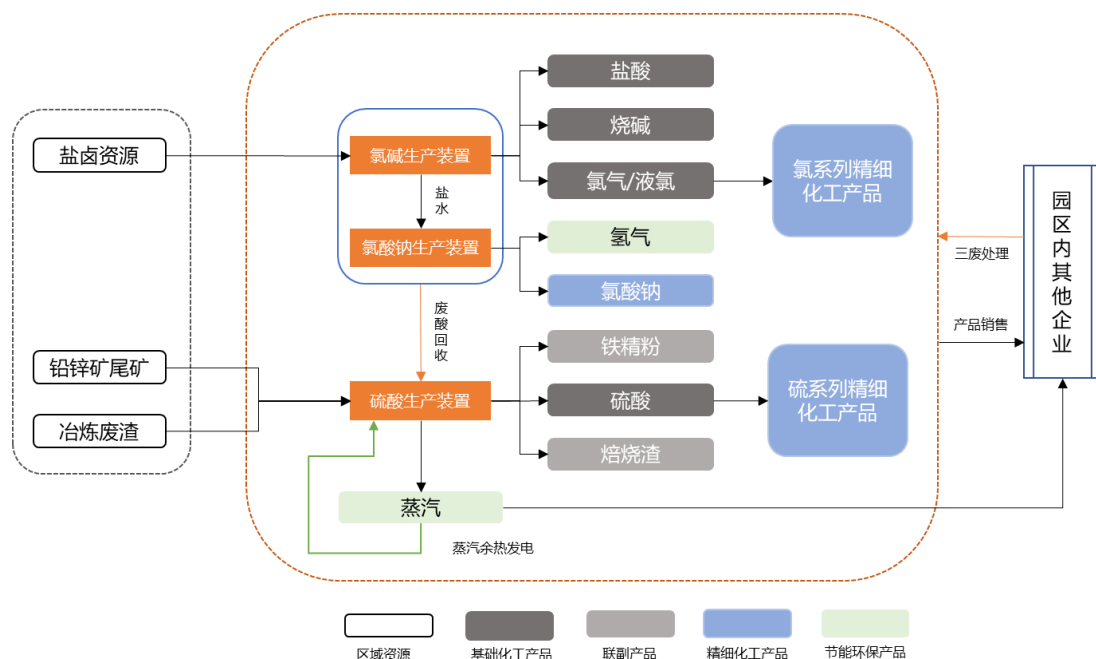 盐酸
烧碱
盐卤资源
氯碱生产装置
氯气/液氯
氯系列精细
化工产品
盐
水
氯酸钠生产装置
氢气
氯酸钠
园
区
内
其
他
企
业
三废处理
产品销售
废
酸
回
收
铁精粉
铅锌矿尾矿
冶炼废渣
硫酸生产装置
硫酸
硫系列精细
化工产品
焙烧渣
蒸汽
蒸汽余热发电
区域资源
基础化工产品
联副产品
精细化工产品
节能环保产品